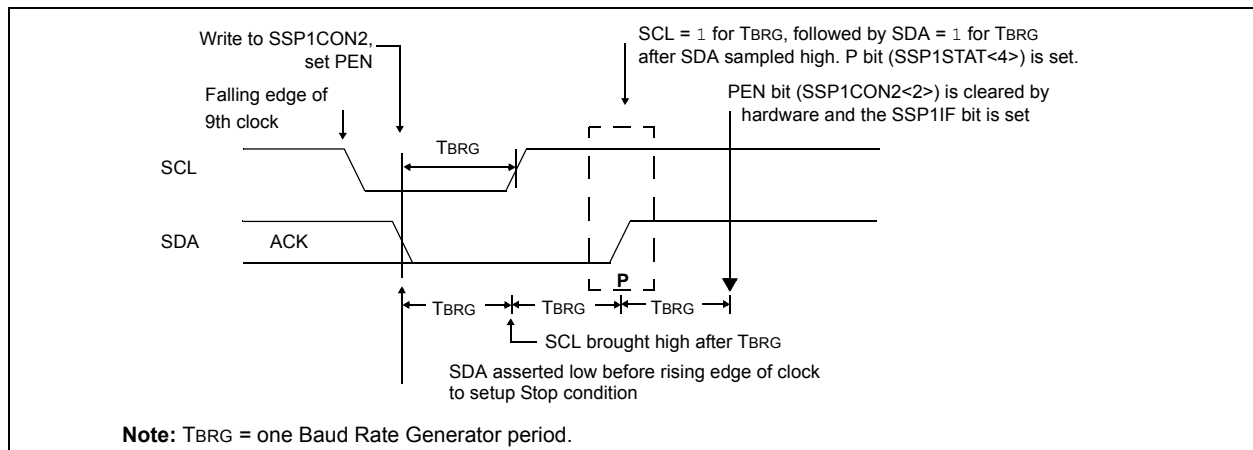 Write to SSP1CON2,
set PEN
SCL = 1 for TBRG, followed by SDA = 1 for TBRG
after SDA sampled high. P bit (SSP1STAT<4>) is set.
PEN bit (SSP1CON2<2>) is cleared by
hardware and the SSP1IF bit is set
Falling edge of
9th clock
TBRG
SCL
SDA
ACK
P
TBRG
TBRG
TBRG
SCL brought high after TBRG
SDA asserted low before rising edge of clock
to setup Stop condition
Note: TBRG = one Baud Rate Generator period.